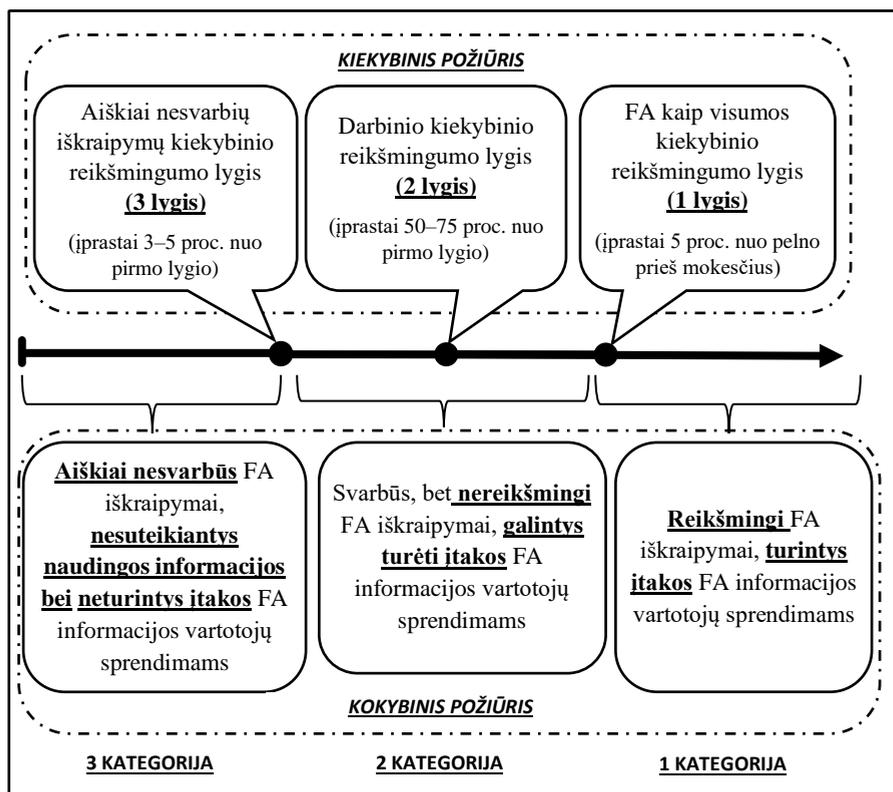 KIEKYBINIS POŽIŪRIS
Aiškiai nesvarbių
iškraipymų kiekybinio
reikšmingumo lygis
(3 lygis)
(įprastai 3–5 proc. nuo
pirmo lygio)
Darbinio kiekybinio
reikšmingumo lygis
(2 lygis)
(įprastai 50–75 proc. nuo
pirmo lygio)
FA kaip visumos
kiekybinio
reikšmingumo lygis
(1 lygis)
(įprastai 5 proc. nuo pelno
prieš mokesčius)
Aiškiai nesvarbūs FA
iškraipymai,
nesuteikiantys
naudingos informacijos
bei neturintys įtakos FA
informacijos vartotojų
sprendimams
Svarbūs, bet nereikšmingi
FA iškraipymai, galintys
turėti įtakos FA
informacijos vartotojų
sprendimams
Reikšmingi FA
iškraipymai, turintys
įtakos FA informacijos
vartotojų sprendimams
KOKYBINIS POŽIŪRIS
3 KATEGORIJA
2 KATEGORIJA
1 KATEGORIJA